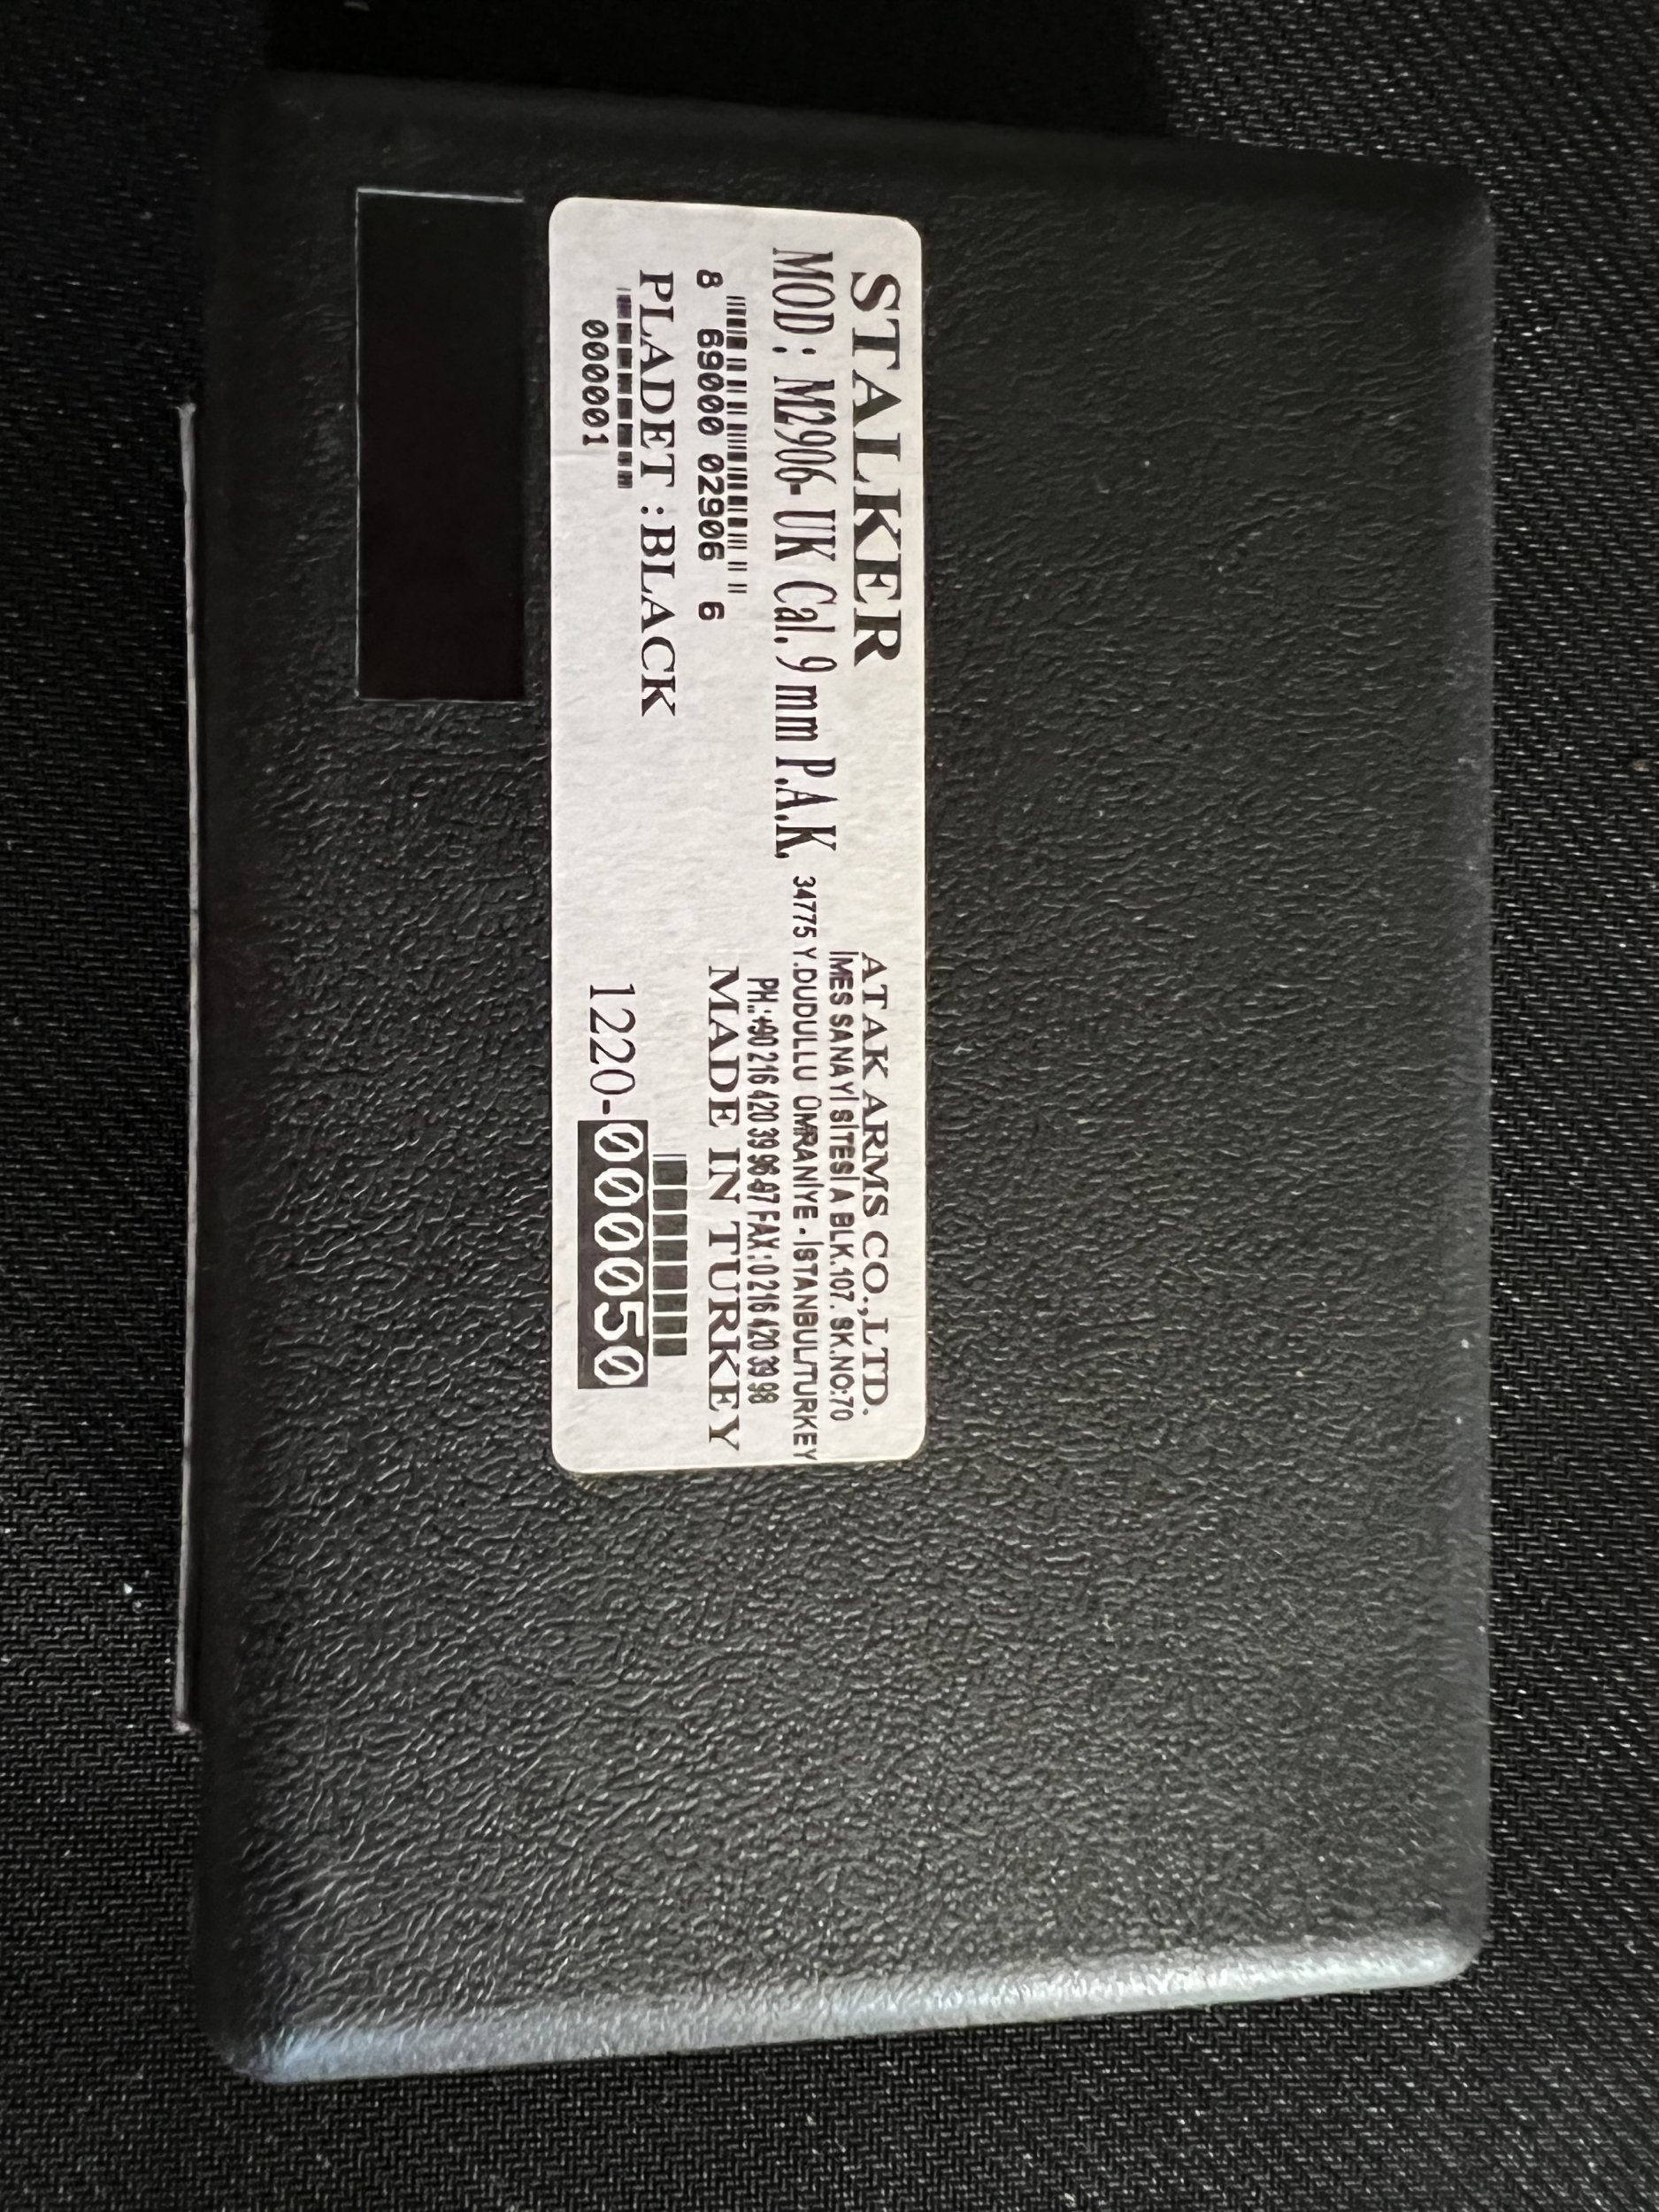 STALKER
MOD : M2906- UK Cal. 9 mm P.A.K.
8 69000 02906 6
PLADET : BLACK
000001
ATAK ARMS CO.,LTD.
İMES SANAYİ SİTESİ A BLK.107. SK.NO:70
34775 Y.DUDULLU ÜMRANİYE - İSTANBUL/TURKEY
PH.:+90 216 420 39 96-97 FAX:0 216 420 39 98
MADE IN TURKEY
1220-0000050